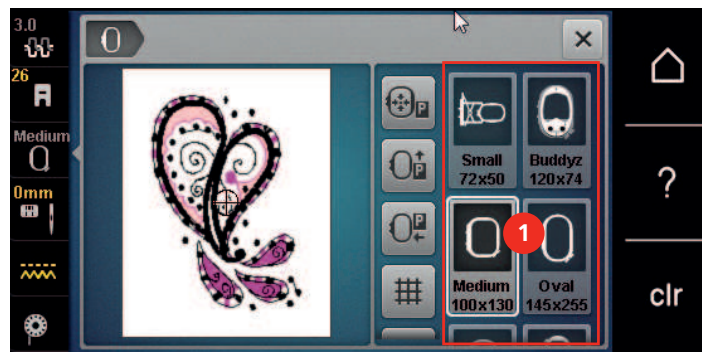 3.0
26
Medium
0mm
P
P
P
Small
72x50
Buddyz
120x74
Medium
100x130
1
Oval
145x255
?
clr